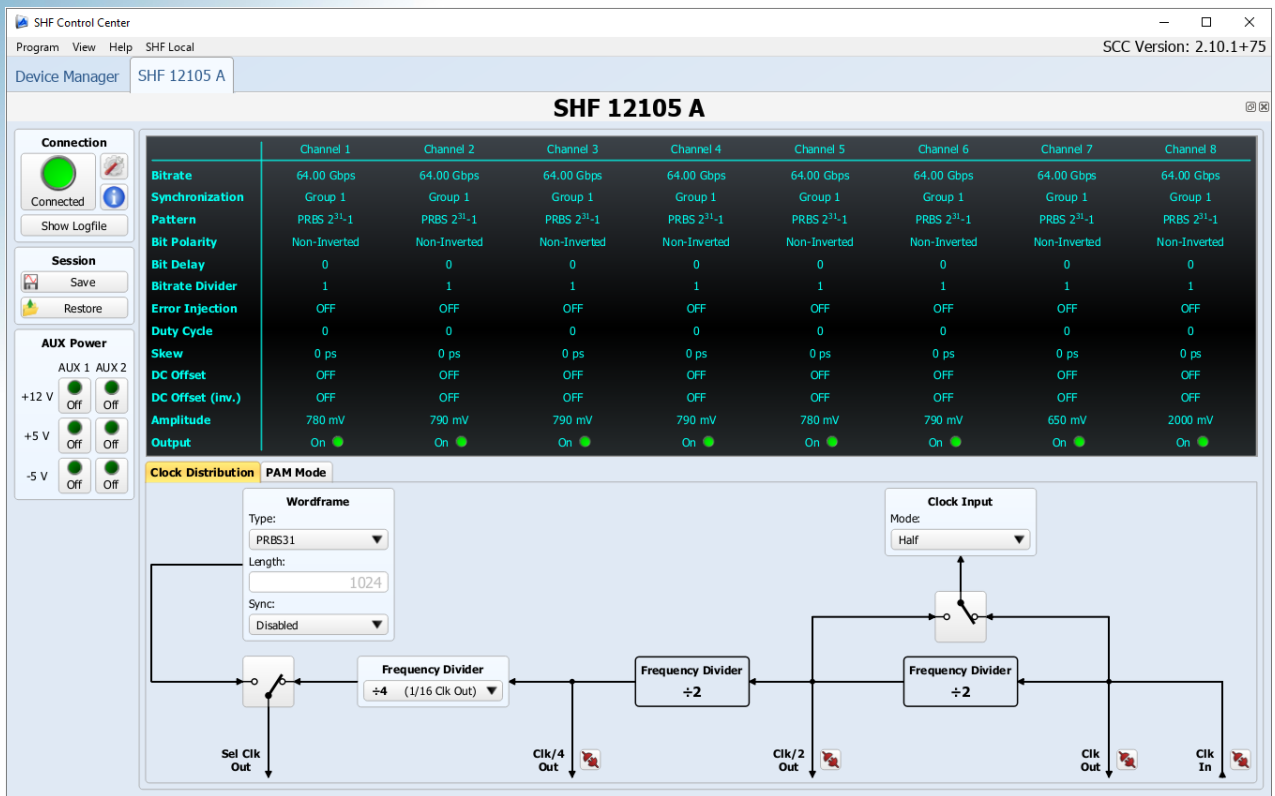 SHF Control Center
Program View Help SHF Local
SCC Version: 2.10.1+75
Device Manager SHF 12105 A
SHF 12105 A
Connection
Connected
Show Logfile
Session
Save
Restore
AUX Power
AUX 1 AUX 2
+12 V Off Off
+5 V Off Off
-5 V Off Off
Channel 1 Channel 2 Channel 3 Channel 4 Channel 5 Channel 6 Channel 7 Channel 8
Bitrate 64.00 Gbps 64.00 Gbps 64.00 Gbps 64.00 Gbps 64.00 Gbps 64.00 Gbps 64.00 Gbps 64.00 Gbps
Synchronization Group 1 Group 1 Group 1 Group 1 Group 1 Group 1 Group 1 Group 1
Pattern PRBS 2³¹-1 PRBS 2³¹-1 PRBS 2³¹-1 PRBS 2³¹-1 PRBS 2³¹-1 PRBS 2³¹-1 PRBS 2³¹-1 PRBS 2³¹-1
Bit Polarity Non-Inverted Non-Inverted Non-Inverted Non-Inverted Non-Inverted Non-Inverted Non-Inverted Non-Inverted
Bit Delay 0 0 0 0 0 0 0 0
Bitrate Divider 1 1 1 1 1 1 1 1
Error Injection OFF OFF OFF OFF OFF OFF OFF OFF
Duty Cycle 0 0 0 0 0 0 0 0
Skew 0 ps 0 ps 0 ps 0 ps 0 ps 0 ps 0 ps 0 ps
DC Offset OFF OFF OFF OFF OFF OFF OFF OFF
DC Offset (inv.) OFF OFF OFF OFF OFF OFF OFF OFF
Amplitude 780 mV 790 mV 790 mV 790 mV 780 mV 790 mV 650 mV 2000 mV
Output On On On On On On On On
Clock Distribution PAM Mode
Wordframe
Type:
PRBS31
Length:
1024
Sync:
Disabled
Clock Input
Mode:
Half
Frequency Divider
÷4 (1/16 Clk Out)
Frequency Divider
÷2
Frequency Divider
÷2
Sel Clk
Out
Clk/4
Out
Clk/2
Out
Clk
Out
Clk
In